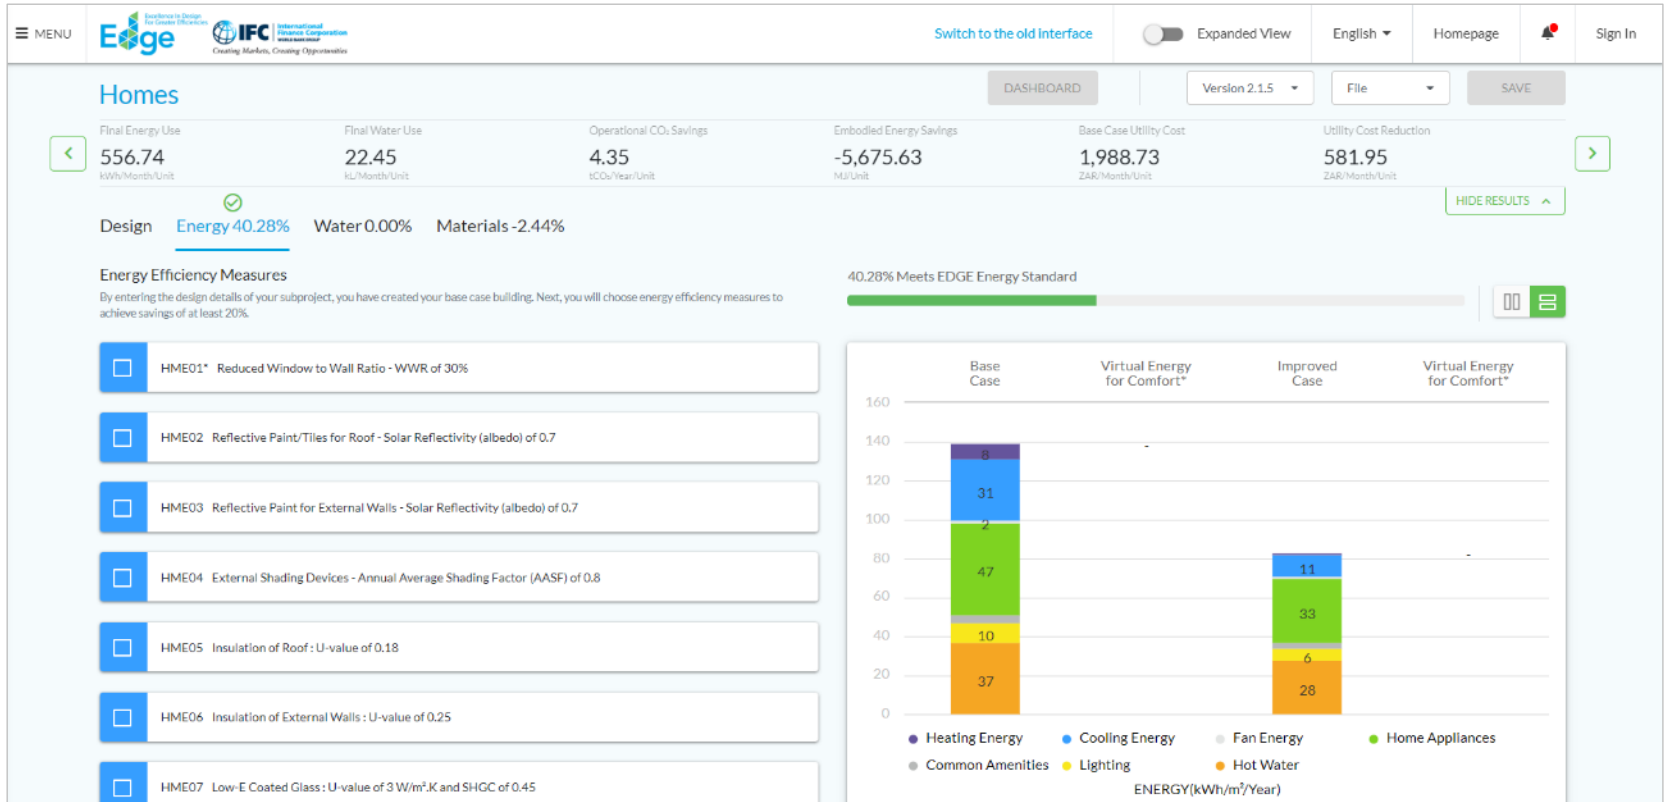 MENU
Edge
Excellence in Design
For Greater Efficiencies
IFC
International
Finance Corporation
WORLD BANK GROUP
Creating Markets, Creating Opportunities
Switch to the old interface
Expanded View
English
Homepage
Sign In
Homes
DASHBOARD
Version 2.1.5
File
SAVE
Final Energy Use
556.74
kWh/Month/Unit
Final Water Use
22.45
kL/Month/Unit
Operational CO₂ Savings
4.35
tCO₂/Year/Unit
Embodied Energy Savings
-5,675.63
MJ/Unit
Base Case Utility Cost
1,988.73
ZAR/Month/Unit
Utility Cost Reduction
581.95
ZAR/Month/Unit
HIDE RESULTS
Design
Energy 40.28%
Water 0.00%
Materials -2.44%
Energy Efficiency Measures
By entering the design details of your subproject, you have created your base case building. Next, you will choose energy efficiency measures to
achieve savings of at least 20%.
HME01* Reduced Window to Wall Ratio - WWR of 30%
HME02 Reflective Paint/Tiles for Roof - Solar Reflectivity (albedo) of 0.7
HME03 Reflective Paint for External Walls - Solar Reflectivity (albedo) of 0.7
HME04 External Shading Devices - Annual Average Shading Factor (AASF) of 0.8
HME05 Insulation of Roof : U-value of 0.18
HME06 Insulation of External Walls : U-value of 0.25
HME07 Low-E Coated Glass : U-value of 3 W/m².K and SHGC of 0.45
40.28% Meets EDGE Energy Standard
Base
Case
Virtual Energy
for Comfort*
Improved
Case
Virtual Energy
for Comfort*
160
140
120
100
80
60
40
20
0
8
31
2
47
10
37
-
11
33
6
28
-
Heating Energy
Cooling Energy
Fan Energy
Home Appliances
Common Amenities
Lighting
Hot Water
ENERGY(kWh/m²/Year)